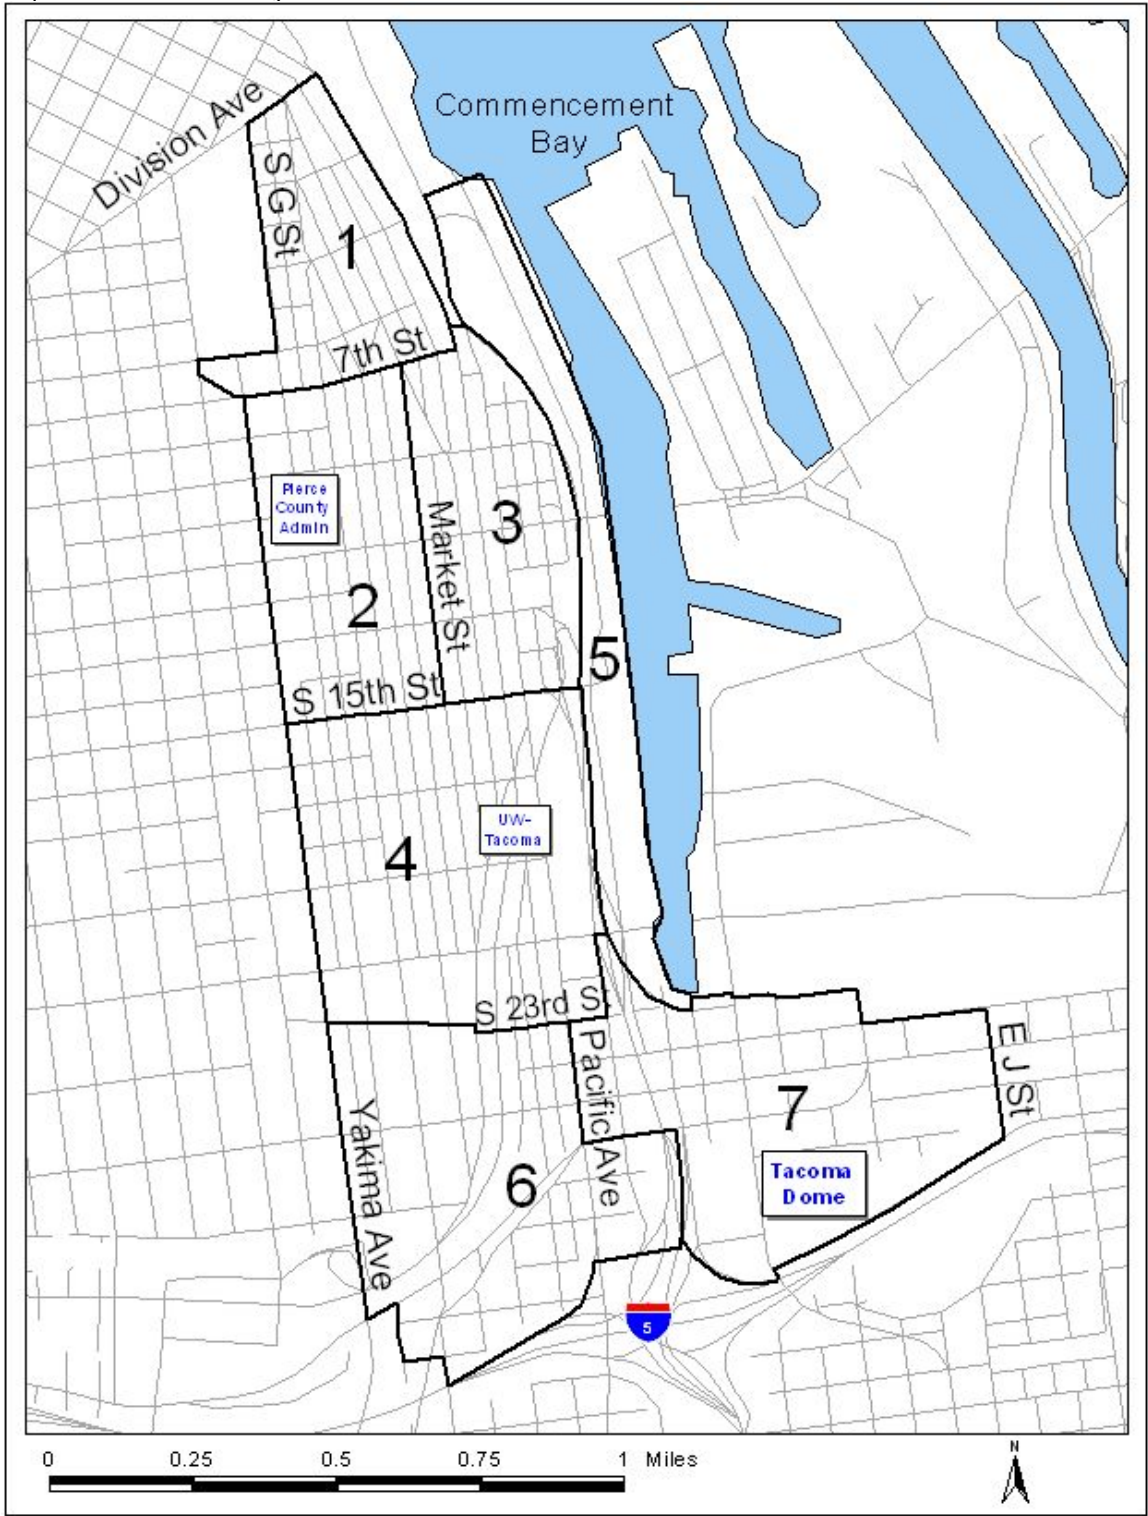 Commencement
Bay
Division Ave
S G St
1
7th St
Pierce
County
Admin
3
Market St
2
5
S 15th St
UW-
Tacoma
4
S 23rd St
Pacific Ave
E J St
7
Yakima Ave
6
Tacoma
Dome
5
0 0.25 0.5 0.75 1 Miles
N